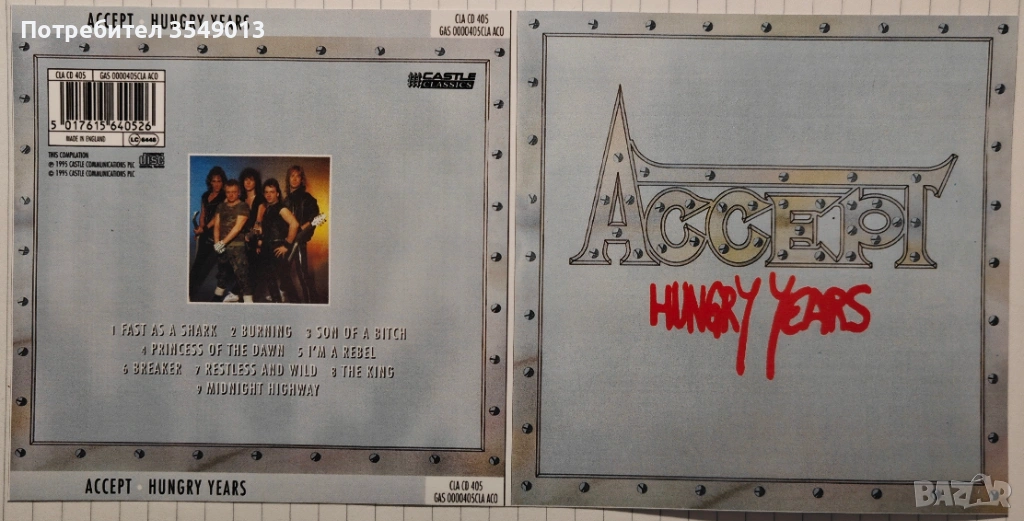 ACCEPT • HUNGRY YEARS
CLA CD 405
GAS 0000405CLA ACO
Потребител 3549013
CLA CD 405 GAS 0000405CLA ACO
5 017615 640526
MADE IN ENGLAND LC 6448
THIS COMPILATION
℗ 1995 CASTLE COMMUNICATIONS PLC
© 1995 CASTLE COMMUNICATIONS PLC
CASTLE
CLASSICS
1 FAST AS A SHARK 2 BURNING 3 SON OF A BITCH
4 PRINCESS OF THE DAWN 5 I'M A REBEL
6 BREAKER 7 RESTLESS AND WILD 8 THE KING
9 MIDNIGHT HIGHWAY
ACCEPT • HUNGRY YEARS
CLA CD 405
GAS 0000405CLA ACO
ACCEPT
HUNGRY YEARS
BAZAR